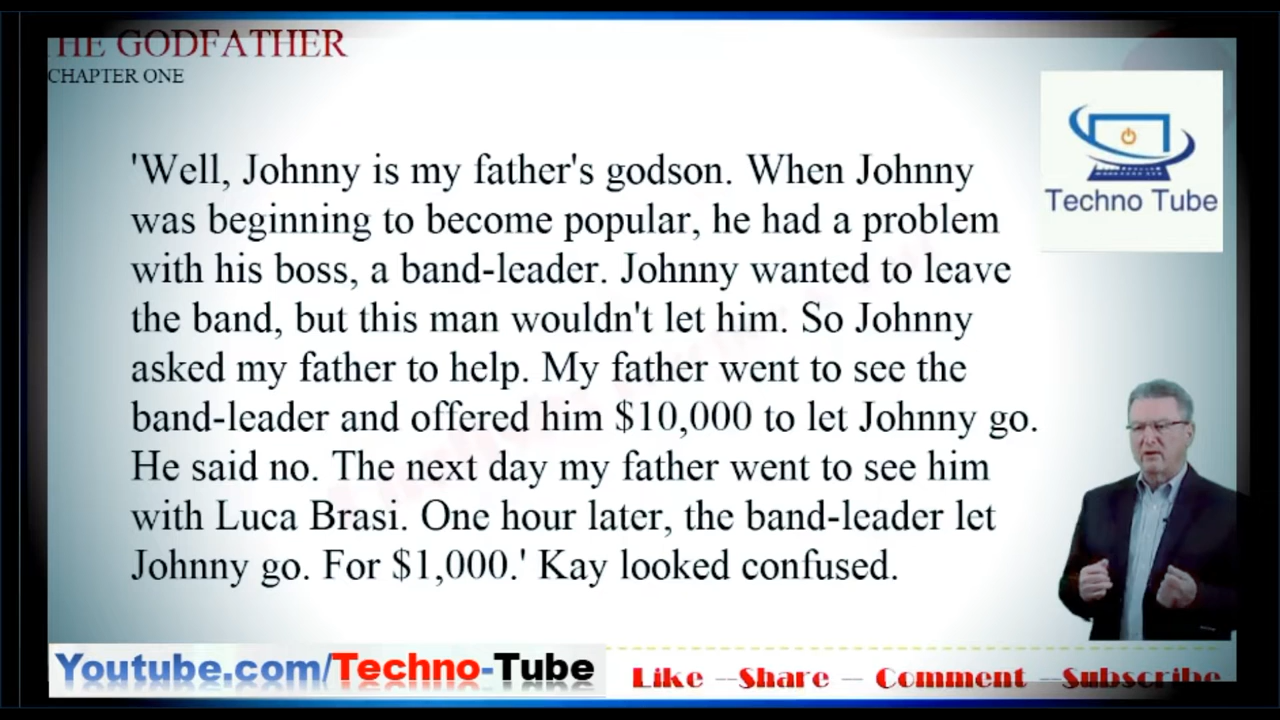 THE GODFATHER
CHAPTER ONE
'Well, Johnny is my father's godson. When Johnny
was beginning to become popular, he had a problem
with his boss, a band-leader. Johnny wanted to leave
the band, but this man wouldn't let him. So Johnny
asked my father to help. My father went to see the
band-leader and offered him $10,000 to let Johnny go.
He said no. The next day my father went to see him
with Luca Brasi. One hour later, the band-leader let
Johnny go. For $1,000.' Kay looked confused.
Techno Tube
Youtube.com/Techno-Tube
Like --Share -- Comment --Subscribe